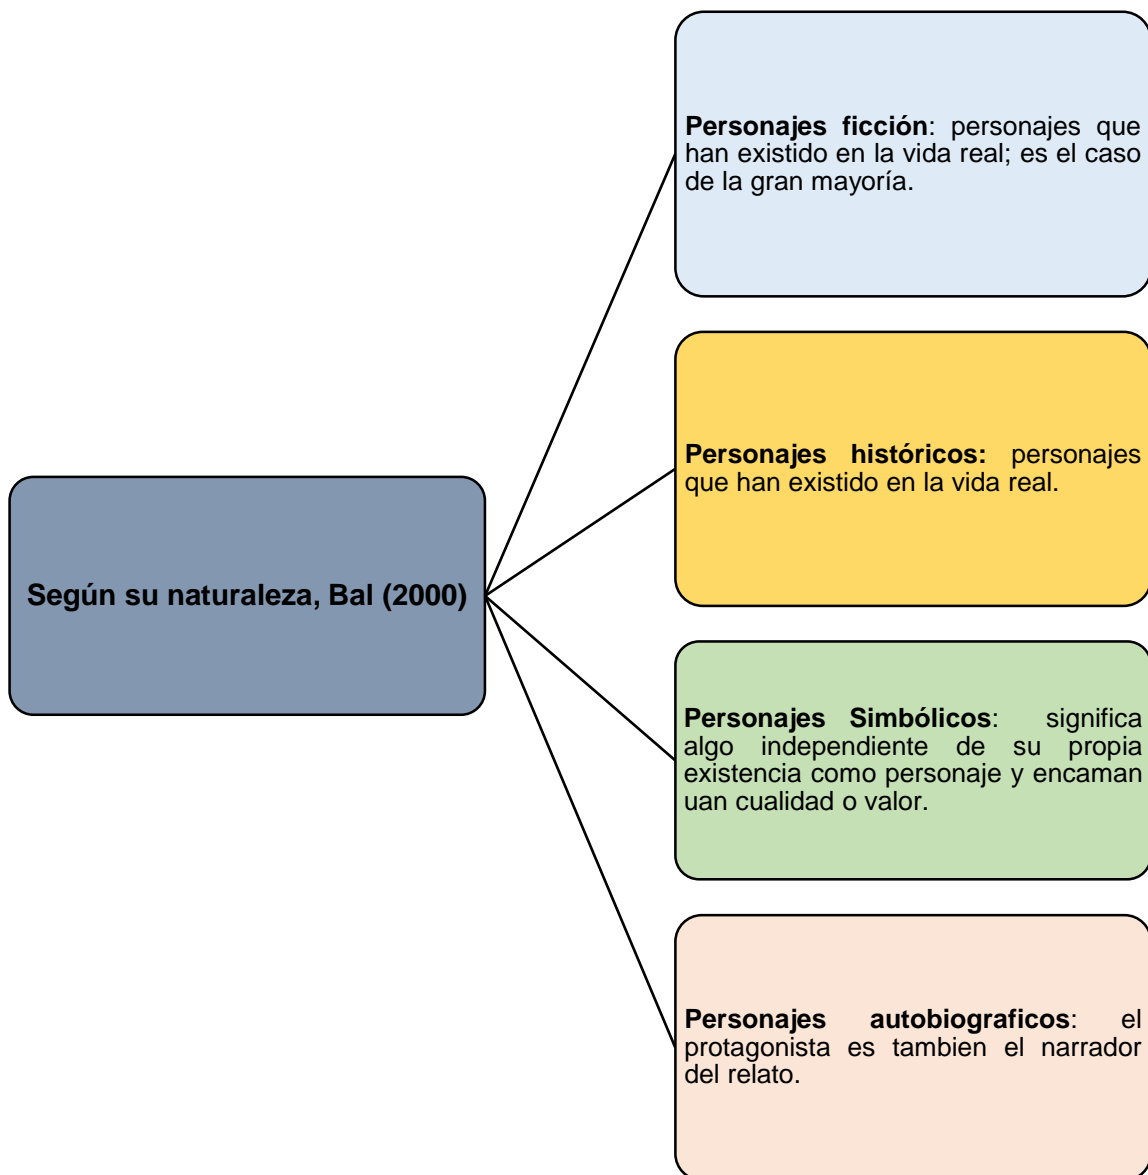 Personajes ficción: personajes que
han existido en la vida real; es el caso
de la gran mayoría.
Personajes históricos: personajes
que han existido en la vida real.
Según su naturaleza, Bal (2000)
Personajes Simbólicos: significa
algo independiente de su propia
existencia como personaje y encaman
uan cualidad o valor.
Personajes autobiograficos: el
protagonista es tambien el narrador
del relato.